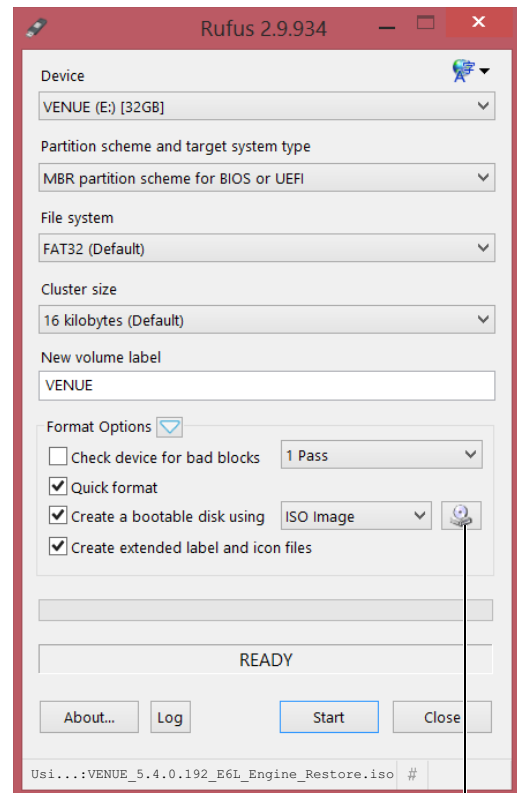 Rufus 2.9.934
Device
VENUE (E:) [32GB]
Partition scheme and target system type
MBR partition scheme for BIOS or UEFI
File system
FAT32 (Default)
Cluster size
16 kilobytes (Default)
New volume label
VENUE
Format Options
Check device for bad blocks 1 Pass
Quick format
Create a bootable disk using ISO Image
Create extended label and icon files
READY
About... Log Start Close
Usi...:VENUE_5.4.0.192_E6L_Engine_Restore.iso #